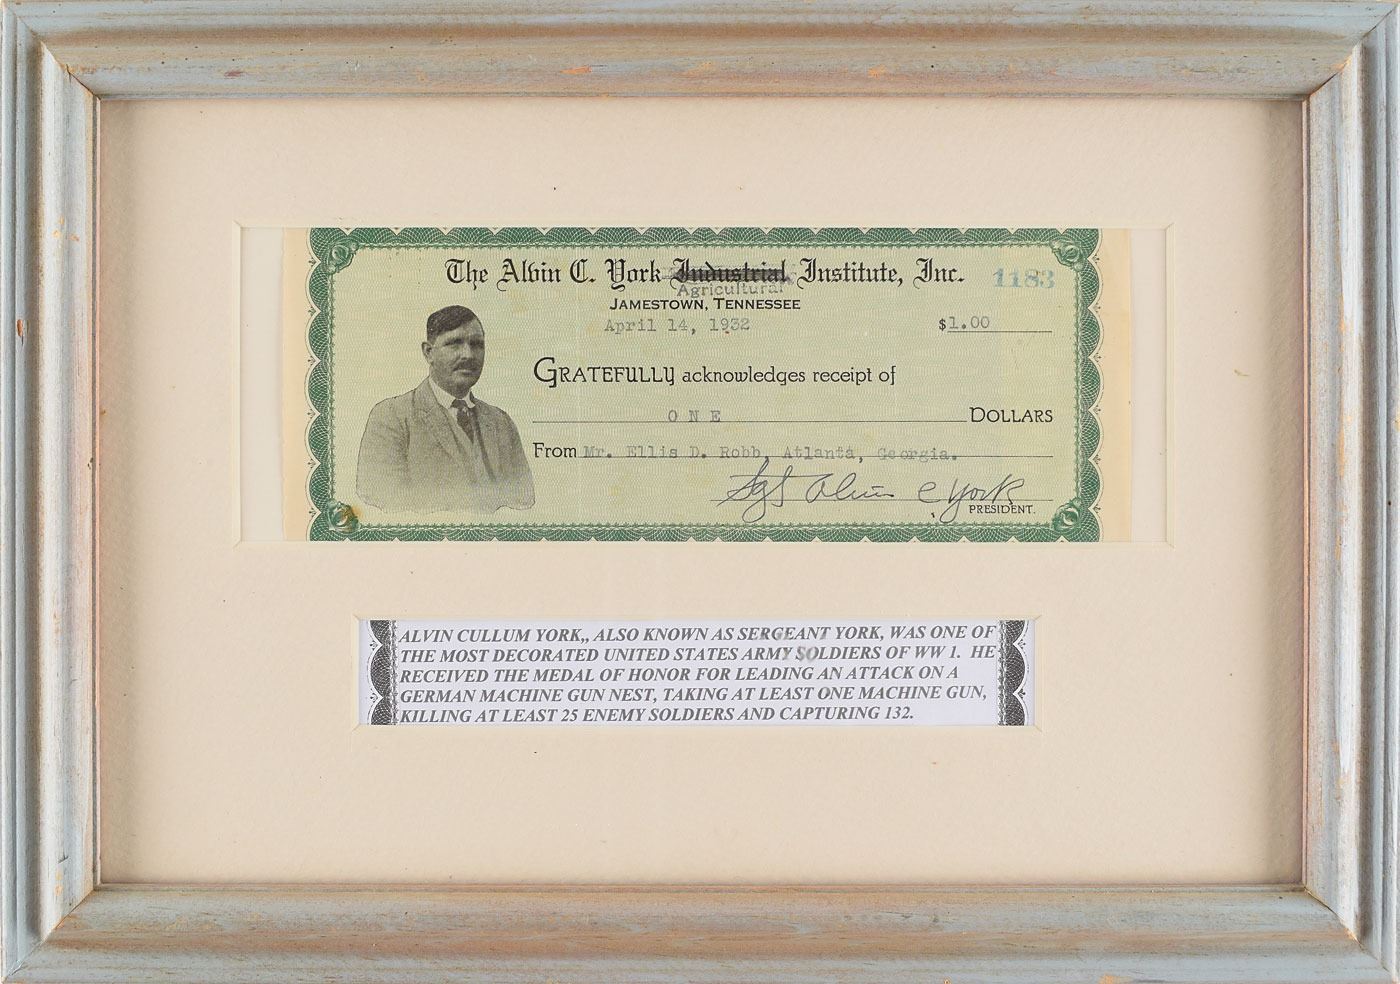 The Alvin C. York Industrial Institute, Inc. 1183
Agricultural
JAMESTOWN, TENNESSEE
April 14, 1932 $1.00
GRATEFULLY acknowledges receipt of
O N E DOLLARS
From Mr. Ellis D. Robb, Atlanta, Georgia.
Sgt Alvin C York
PRESIDENT.
ALVIN CULLUM YORK,, ALSO KNOWN AS SERGEANT YORK, WAS ONE OF
THE MOST DECORATED UNITED STATES ARMY SOLDIERS OF WW 1. HE
RECEIVED THE MEDAL OF HONOR FOR LEADING AN ATTACK ON A
GERMAN MACHINE GUN NEST, TAKING AT LEAST ONE MACHINE GUN,
KILLING AT LEAST 25 ENEMY SOLDIERS AND CAPTURING 132.